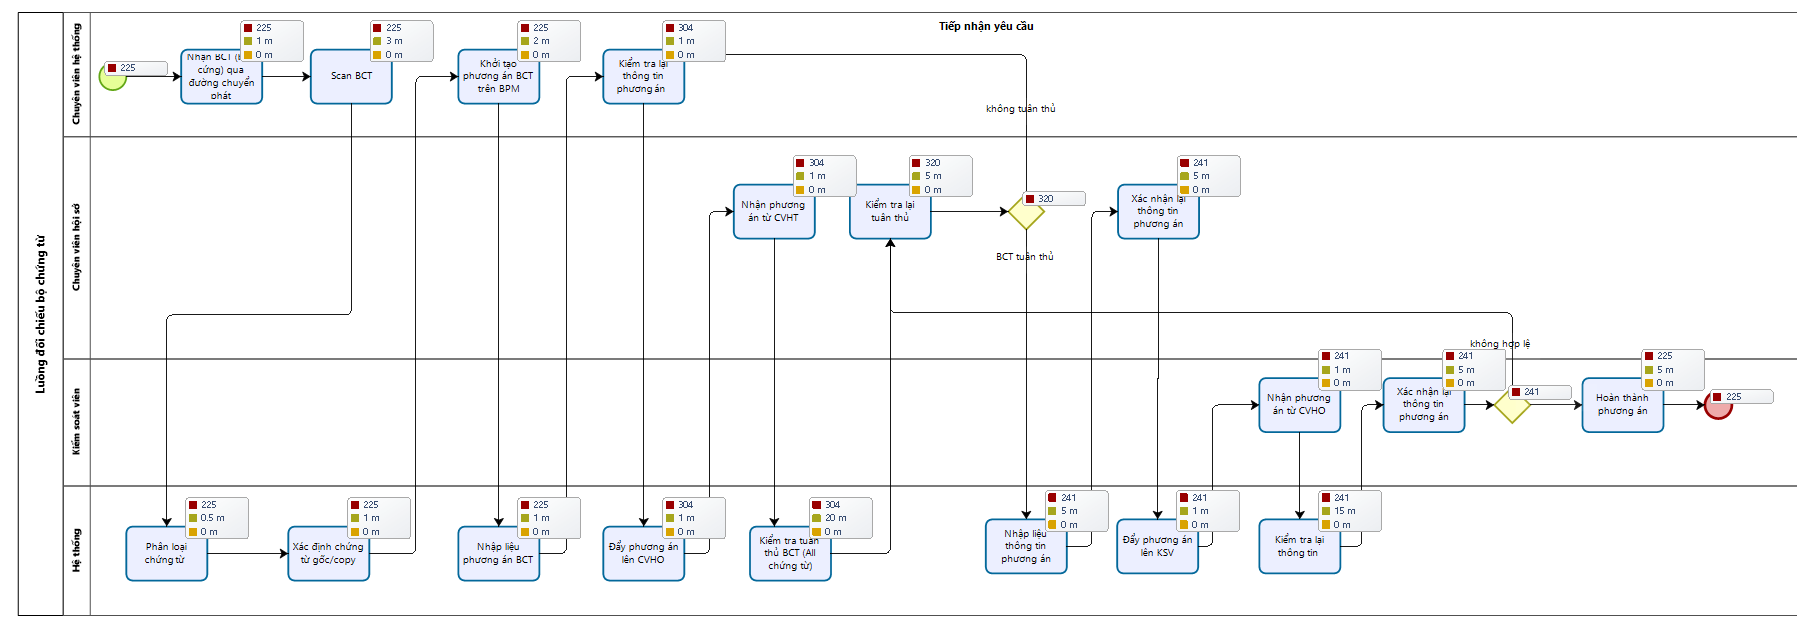 Luồng đối chiếu bộ chứng từ
Tiếp nhận yêu cầu
Chuyên viên hệ thống
225
225
1 m
0 m
Nhận BCT
cứng) qua
đường chuyển
phát
225
3 m
0 m
Scan BCT
225
2 m
0 m
Khởi tạo
phương án BCT
trên BPM
304
1 m
0 m
Kiểm tra lại
thông tin
phương án
không tuân thủ
Chuyên viên hội sở
304
1 m
0 m
Nhận phương
án từ CVHT
320
5 m
0 m
Kiểm tra lại
tuân thủ
320
BCT tuân thủ
241
5 m
0 m
Xác nhận lại
thông tin
phương án
không hợp lệ
Kiểm soát viên
241
1 m
0 m
Nhận phương
án từ CVHO
241
5 m
0 m
Xác nhận lại
thông tin
phương án
241
225
5 m
0 m
Hoàn thành
phương án
225
Hệ thống
225
0.5 m
0 m
Phân loại
chứng từ
225
1 m
0 m
Xác định chứng
từ gốc/copy
225
1 m
0 m
Nhập liệu
phương án BCT
304
1 m
0 m
Đẩy phương án
lên CVHO
304
20 m
0 m
Kiểm tra tuân
thủ BCT (All
chứng từ)
241
5 m
0 m
Nhập liệu
thông tin
phương án
241
1 m
0 m
Đẩy phương án
lên KSV
241
15 m
0 m
Kiểm tra lại
thông tin